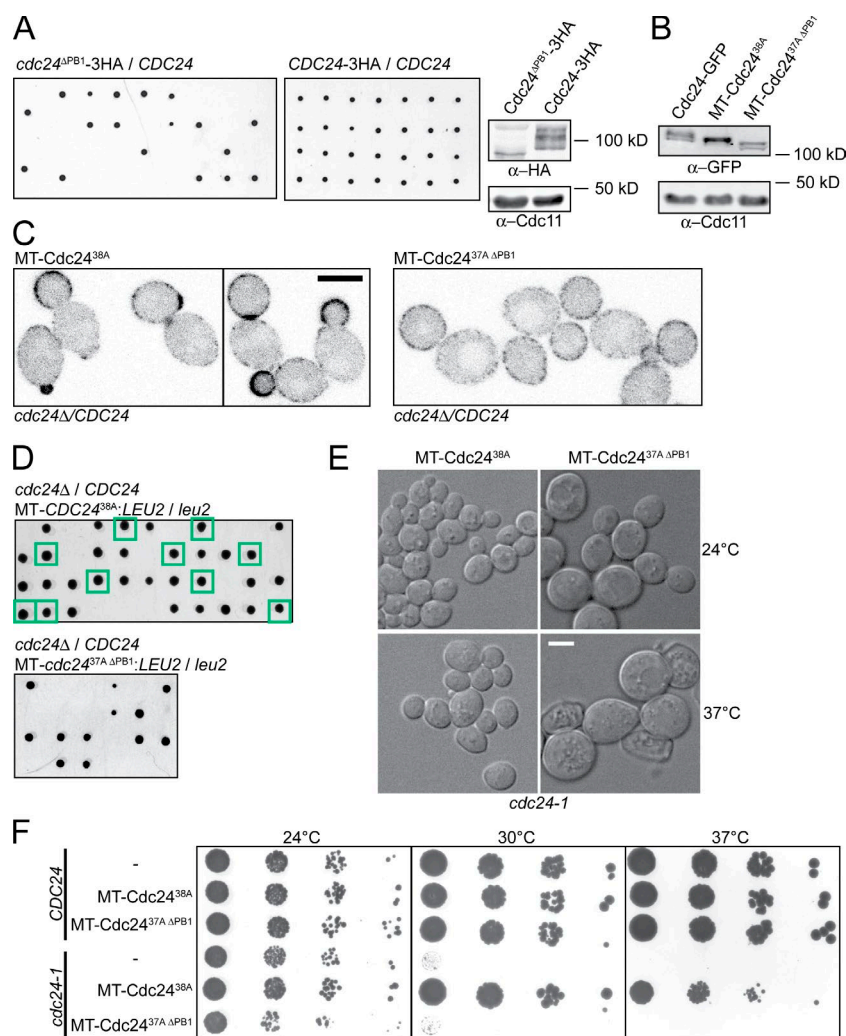 A
cdc24ΔPB1-3HA / CDC24
CDC24-3HA / CDC24
Cdc24ΔPB1-3HA
Cdc24-3HA
100 kD
α–HA
50 kD
α–Cdc11
B
Cdc24-GFP
MT-Cdc2438A
MT-Cdc2437A ΔPB1
100 kD
α–GFP
50 kD
α–Cdc11
C
MT-Cdc2438A
MT-Cdc2437A ΔPB1
cdc24Δ/CDC24
cdc24Δ/CDC24
D
cdc24Δ / CDC24
MT-CDC2438A:LEU2 / leu2
cdc24Δ / CDC24
MT-cdc2437A ΔPB1:LEU2 / leu2
E
MT-Cdc2438A
MT-Cdc2437A ΔPB1
24°C
37°C
cdc24-1
F
24°C
30°C
37°C
CDC24
-
MT-Cdc2438A
MT-Cdc2437A ΔPB1
cdc24-1
-
MT-Cdc2438A
MT-Cdc2437A ΔPB1